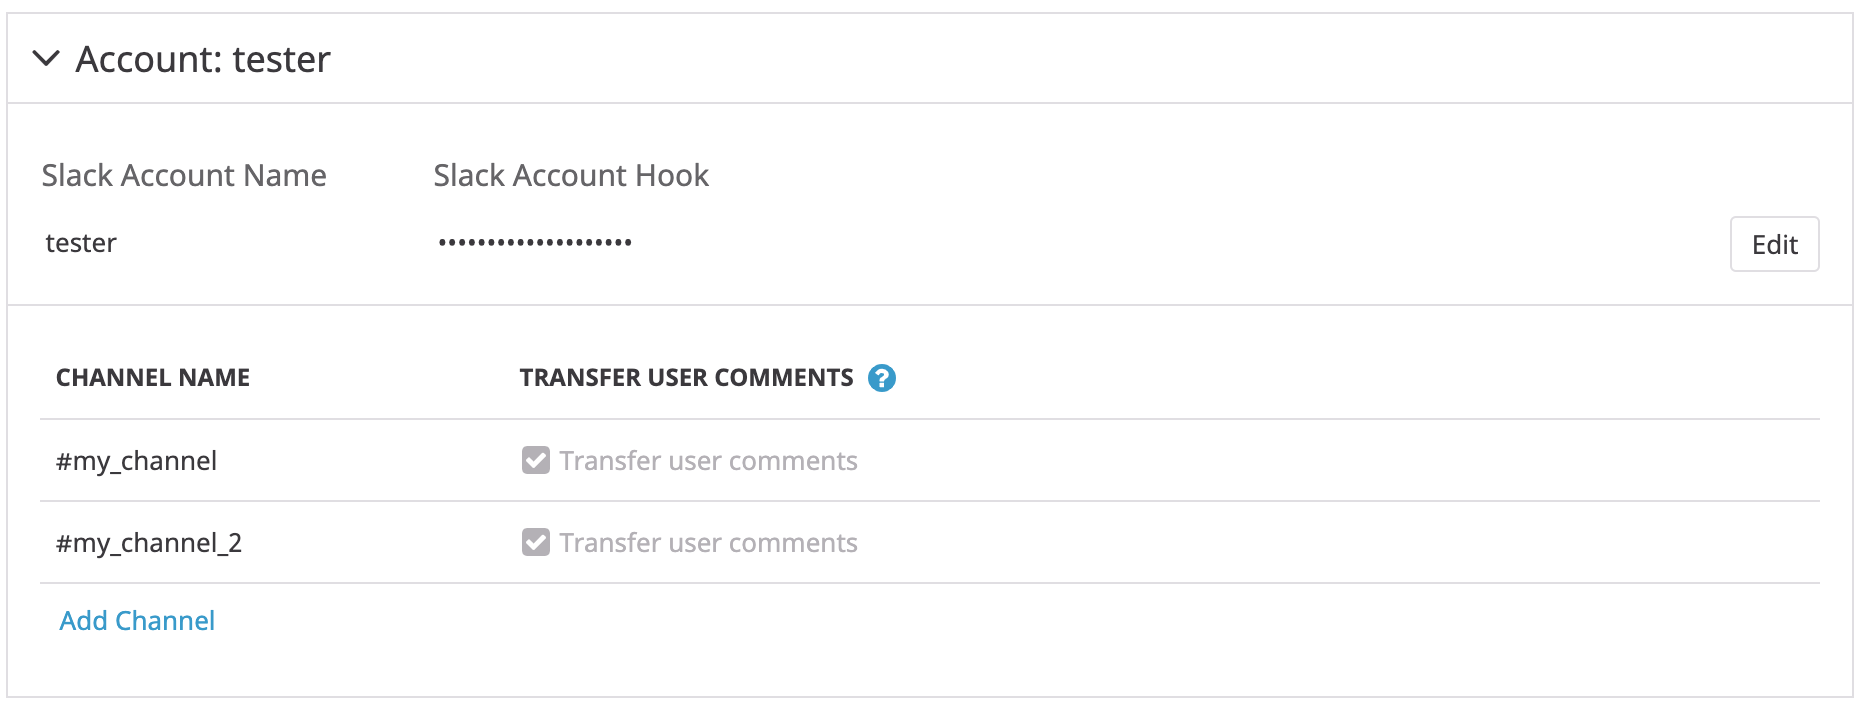 Account: tester
Slack Account Name Slack Account Hook
tester •••••••••••••••••••• Edit
CHANNEL NAME TRANSFER USER COMMENTS ?
#my_channel Transfer user comments
#my_channel_2 Transfer user comments
Add Channel